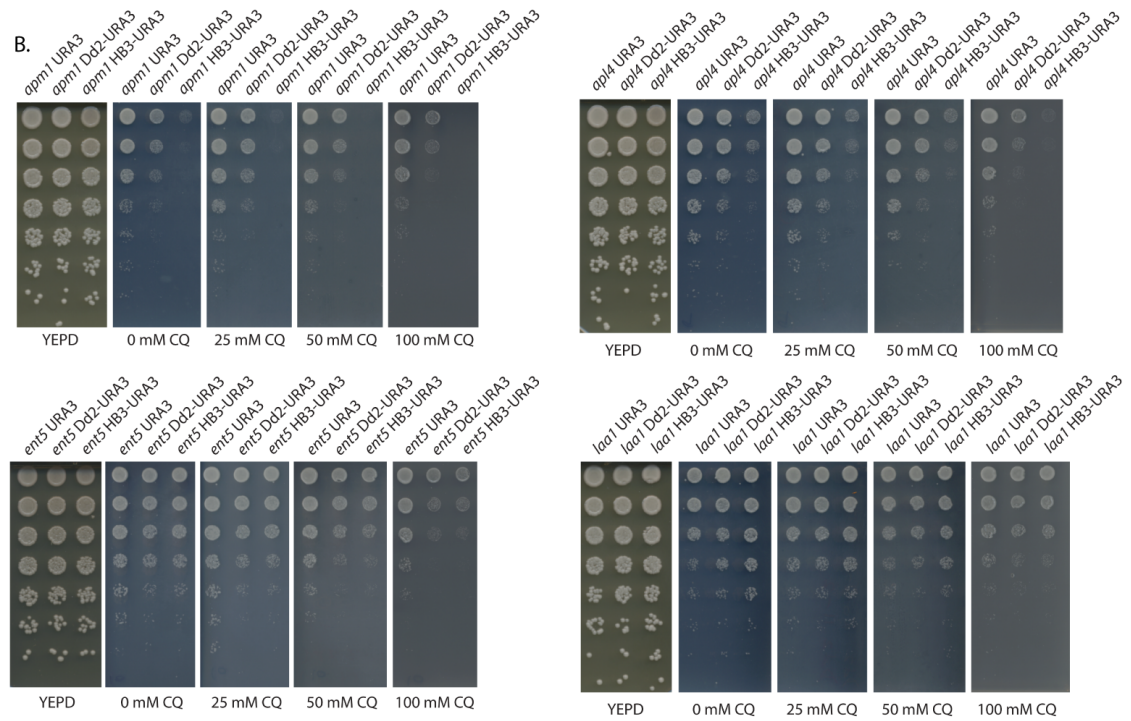 B.
apm1 URA3 apm1 Dd2-URA3 apm1 HB3-URA3 apm1 URA3 apm1 Dd2-URA3 apm1 HB3-URA3 apm1 URA3 apm1 Dd2-URA3 apm1 HB3-URA3 apm1 URA3 apm1 Dd2-URA3 apm1 HB3-URA3 apm1 URA3 apm1 Dd2-URA3 apm1 HB3-URA3
YEPD 0 mM CQ 25 mM CQ 50 mM CQ 100 mM CQ
apl4 URA3 apl4 Dd2-URA3 apl4 HB3-URA3 apl4 URA3 apl4 Dd2-URA3 apl4 HB3-URA3 apl4 URA3 apl4 Dd2-URA3 apl4 HB3-URA3 apl4 URA3 apl4 Dd2-URA3 apl4 HB3-URA3 apl4 URA3 apl4 Dd2-URA3 apl4 HB3-URA3
YEPD 0 mM CQ 25 mM CQ 50 mM CQ 100 mM CQ
ent5 URA3 ent5 Dd2-URA3 ent5 HB3-URA3 ent5 URA3 ent5 Dd2-URA3 ent5 HB3-URA3 ent5 URA3 ent5 Dd2-URA3 ent5 HB3-URA3 ent5 URA3 ent5 Dd2-URA3 ent5 HB3-URA3 ent5 URA3 ent5 Dd2-URA3 ent5 HB3-URA3
YEPD 0 mM CQ 25 mM CQ 50 mM CQ 100 mM CQ
laa1 URA3 laa1 Dd2-URA3 laa1 HB3-URA3 laa1 URA3 laa1 Dd2-URA3 laa1 HB3-URA3 laa1 URA3 laa1 Dd2-URA3 laa1 HB3-URA3 laa1 URA3 laa1 Dd2-URA3 laa1 HB3-URA3 laa1 URA3 laa1 Dd2-URA3 laa1 HB3-URA3
YEPD 0 mM CQ 25 mM CQ 50 mM CQ 100 mM CQ